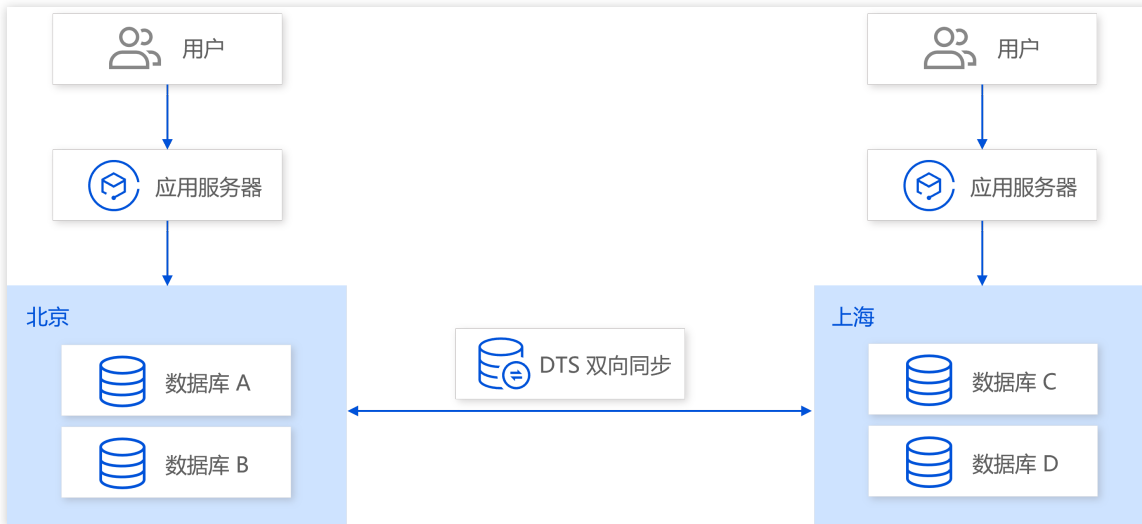 用户
用户
应用服务器
应用服务器
北京
上海
DTS 双向同步
数据库 A
数据库 C
数据库 B
数据库 D